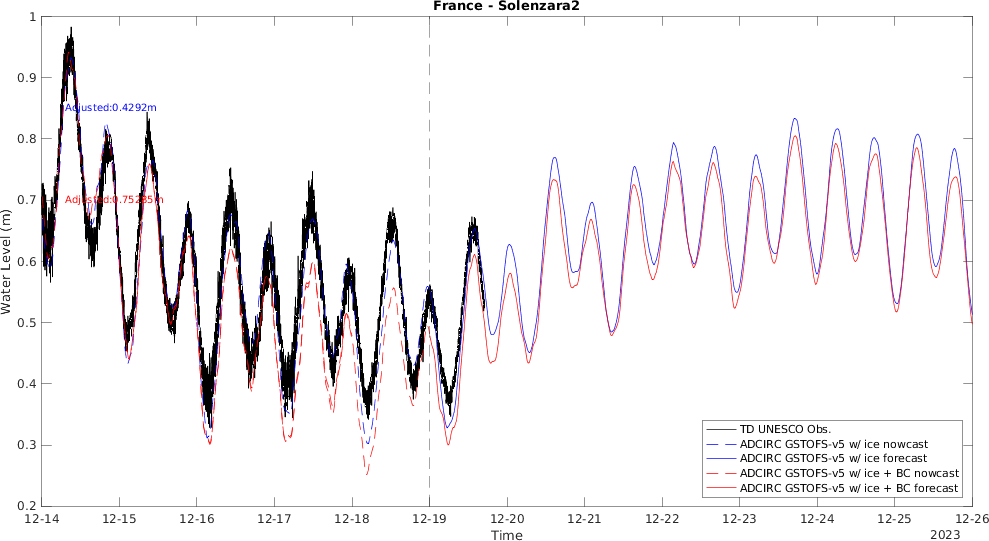 France - Solenzara2
Water Level (m)
1
0.9
0.8
0.7
0.6
0.5
0.4
0.3
0.2
Adjusted:0.4292m
TD UNESCO Obs.
ADCIRC GSTOFS-v5 w/ ice nowcast
ADCIRC GSTOFS-v5 w/ ice forecast
ADCIRC GSTOFS-v5 w/ ice + BC nowcast
ADCIRC GSTOFS-v5 w/ ice + BC forecast
12-14 12-15 12-16 12-17 12-18 12-19 12-20 12-21 12-22 12-23 12-24 12-25 12-26
Time
2023